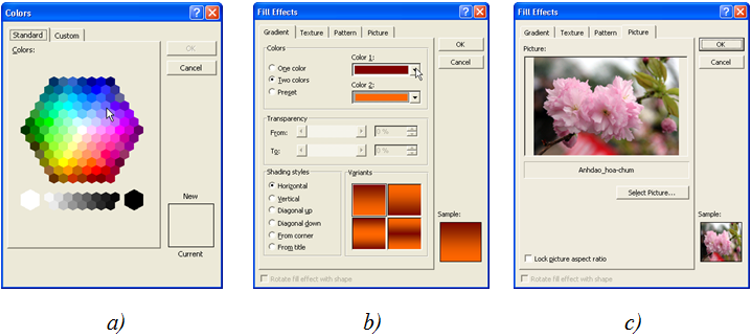 Colors
Standard Custom
Colors:
OK
Cancel
New
Current
a)
Fill Effects
Gradient Texture Pattern Picture
Colors
One color
Two colors
Preset
Color 1:
Color 2:
OK
Cancel
Transparency
From: 0 %
To: 0 %
Shading styles
Horizontal
Vertical
Diagonal up
Diagonal down
From corner
From title
Variants
Sample:
Rotate fill effect with shape
b)
Fill Effects
Gradient Texture Pattern Picture
Picture:
OK
Cancel
Anhdao_hoa-chum
Select Picture...
Sample:
Lock picture aspect ratio
Rotate fill effect with shape
c)